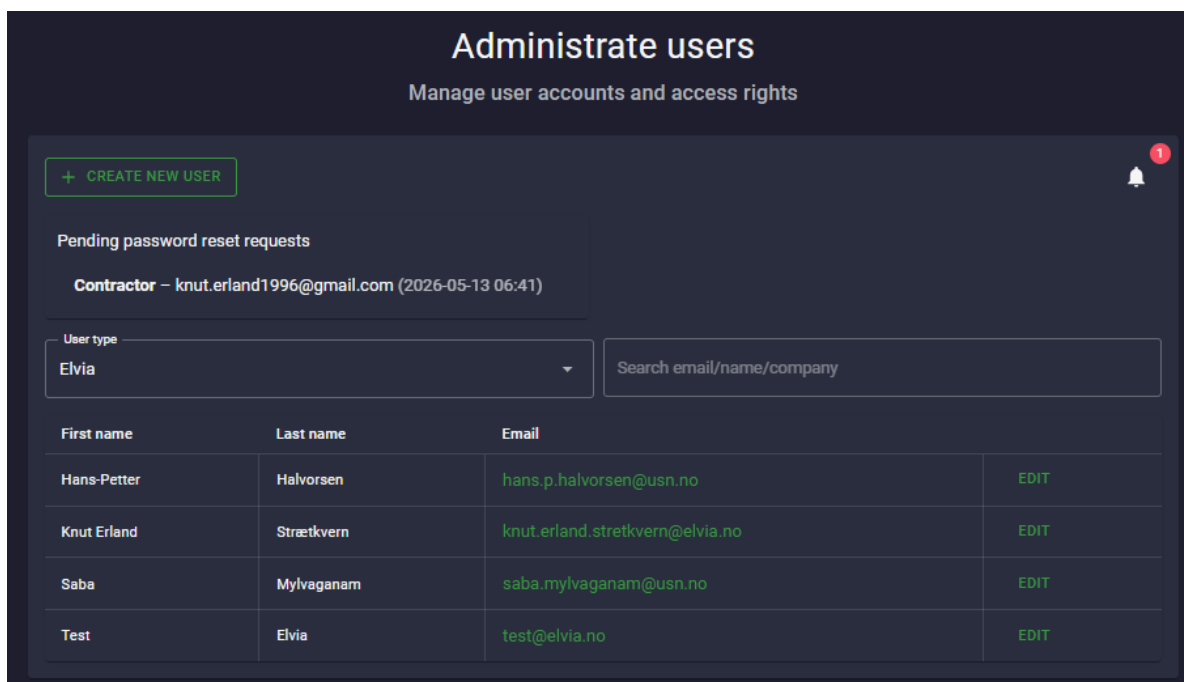 Administrate users
Manage user accounts and access rights
+ CREATE NEW USER
1
Pending password reset requests
Contractor – knut.erland1996@gmail.com (2026-05-13 06:41)
User type
Elvia
Search email/name/company
First name Last name Email
Hans-Petter Halvorsen hans.p.halvorsen@usn.no EDIT
Knut Erland Strætkvern knut.erland.stretkvern@elvia.no EDIT
Saba Mylvaganam saba.mylvaganam@usn.no EDIT
Test Elvia test@elvia.no EDIT